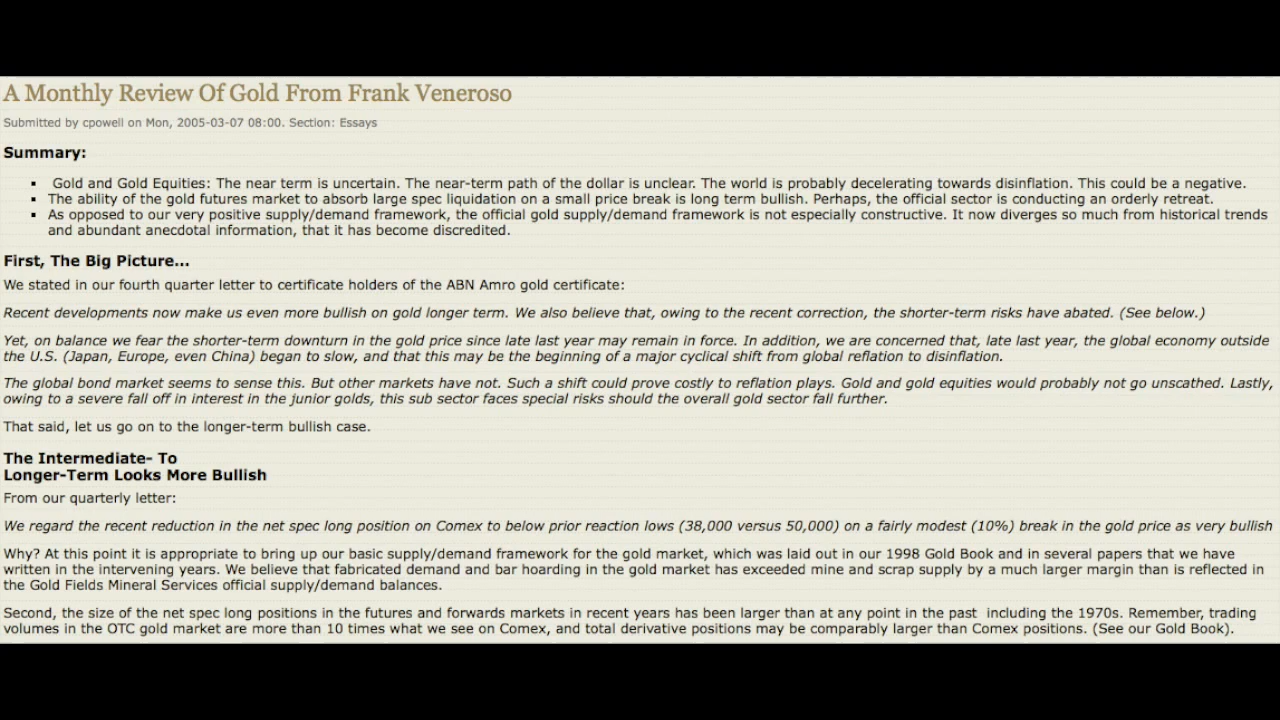 A Monthly Review Of Gold From Frank Veneroso
Submitted by cpowell on Mon, 2005-03-07 08:00. Section: Essays
Summary:
▪ Gold and Gold Equities: The near term is uncertain. The near-term path of the dollar is unclear. The world is probably decelerating towards disinflation. This could be a negative.
▪ The ability of the gold futures market to absorb large spec liquidation on a small price break is long term bullish. Perhaps, the official sector is conducting an orderly retreat.
▪ As opposed to our very positive supply/demand framework, the official gold supply/demand framework is not especially constructive. It now diverges so much from historical trends
and abundant anecdotal information, that it has become discredited.
First, The Big Picture...
We stated in our fourth quarter letter to certificate holders of the ABN Amro gold certificate:
Recent developments now make us even more bullish on gold longer term. We also believe that, owing to the recent correction, the shorter-term risks have abated. (See below.)
Yet, on balance we fear the shorter-term downturn in the gold price since late last year may remain in force. In addition, we are concerned that, late last year, the global economy outside
the U.S. (Japan, Europe, even China) began to slow, and that this may be the beginning of a major cyclical shift from global reflation to disinflation.
The global bond market seems to sense this. But other markets have not. Such a shift could prove costly to reflation plays. Gold and gold equities would probably not go unscathed. Lastly,
owing to a severe fall off in interest in the junior golds, this sub sector faces special risks should the overall gold sector fall further.
That said, let us go on to the longer-term bullish case.
The Intermediate- To
Longer-Term Looks More Bullish
From our quarterly letter:
We regard the recent reduction in the net spec long position on Comex to below prior reaction lows (38,000 versus 50,000) on a fairly modest (10%) break in the gold price as very bullish
Why? At this point it is appropriate to bring up our basic supply/demand framework for the gold market, which was laid out in our 1998 Gold Book and in several papers that we have
written in the intervening years. We believe that fabricated demand and bar hoarding in the gold market has exceeded mine and scrap supply by a much larger margin than is reflected in
the Gold Fields Mineral Services official supply/demand balances.
Second, the size of the net spec long positions in the futures and forwards markets in recent years has been larger than at any point in the past including the 1970s. Remember, trading
volumes in the OTC gold market are more than 10 times what we see on Comex, and total derivative positions may be comparably larger than Comex positions. (See our Gold Book).